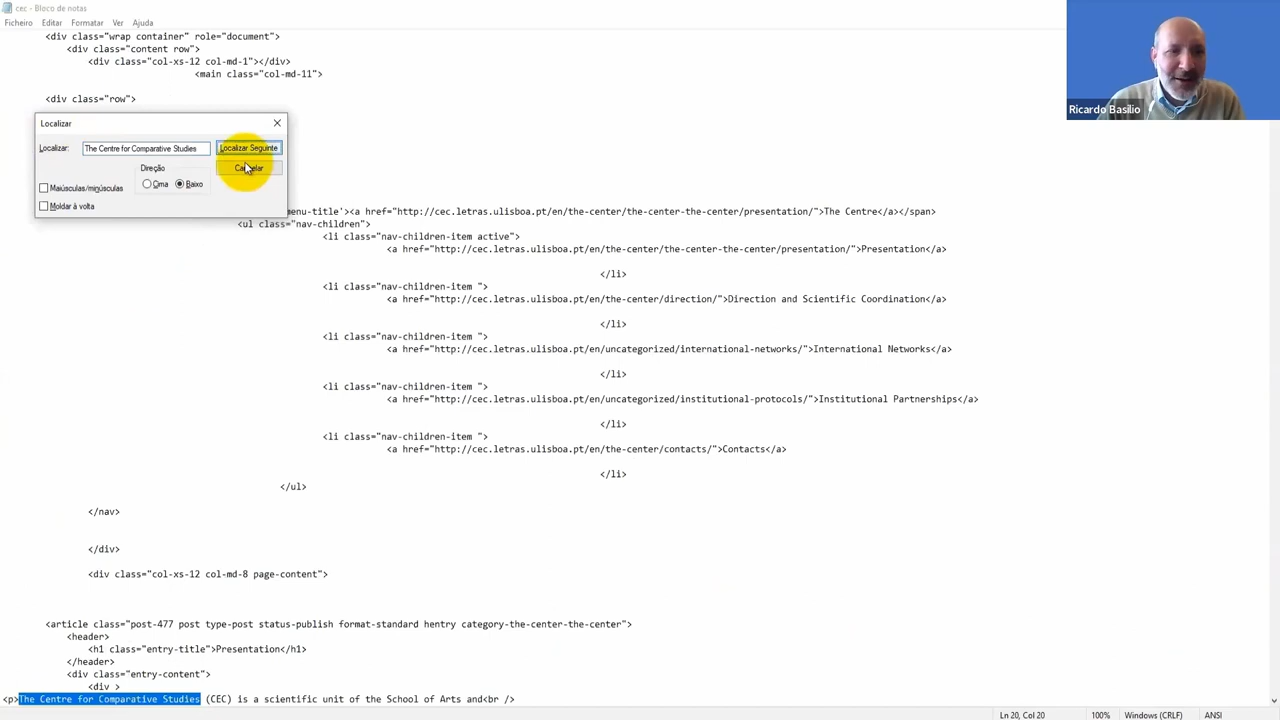 cec - Bloco de notas
Ficheiro Editar Formatar Ver Ajuda
<div class="wrap container" role="document">
<div class="content row">
<div class="col-xs-12 col-md-1"></div>
<main class="col-md-11">
<div class="row">
Localizar
Localizar: The Centre for Comparative Studies Localizar Seguinte
Direção Cancelar
Maiúsculas/minúsculas Cima Baixo
Moldar à volta
menu-title'><a href="http://cec.letras.ulisboa.pt/en/the-center/the-center-the-center/presentation/">The Centre</a></span>
<ul class="nav-children">
<li class="nav-children-item active">
<a href="http://cec.letras.ulisboa.pt/en/the-center/the-center-the-center/presentation/">Presentation</a>
</li>
<li class="nav-children-item ">
<a href="http://cec.letras.ulisboa.pt/en/the-center/direction/">Direction and Scientific Coordination</a>
</li>
<li class="nav-children-item ">
<a href="http://cec.letras.ulisboa.pt/en/uncategorized/international-networks/">International Networks</a>
</li>
<li class="nav-children-item ">
<a href="http://cec.letras.ulisboa.pt/en/uncategorized/institutional-protocols/">Institutional Partnerships</a>
</li>
<li class="nav-children-item ">
<a href="http://cec.letras.ulisboa.pt/en/the-center/contacts/">Contacts</a>
</li>
</ul>
</nav>
</div>
<div class="col-xs-12 col-md-8 page-content">
<article class="post-477 post type-post status-publish format-standard hentry category-the-center-the-center">
<header>
<h1 class="entry-title">Presentation</h1>
</header>
<div class="entry-content">
<div >
<p>The Centre for Comparative Studies (CEC) is a scientific unit of the School of Arts and<br />
Ln 20, Col 20 100% Windows (CRLF) ANSI
Ricardo Basílio